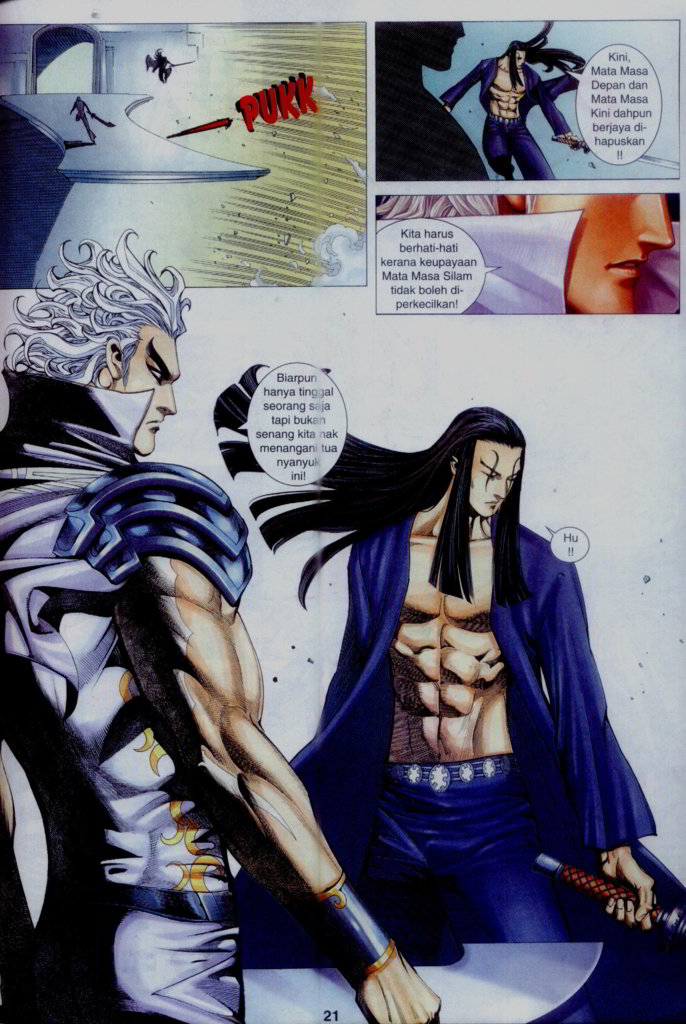 PUKK
Kini,
Mata Masa
Depan dan
Mata Masa
Kini dahpun
berjaya di-
hapuskan
!!
Kita harus
berhati-hati
kerana keupayaan
Mata Masa Silam
tidak boleh di-
perkecilkan!
Biarpun
hanya tinggal
seorang saja
tapi bukan
senang kita nak
menangani tua
nyanyuk
ini!
Hu
!!
21